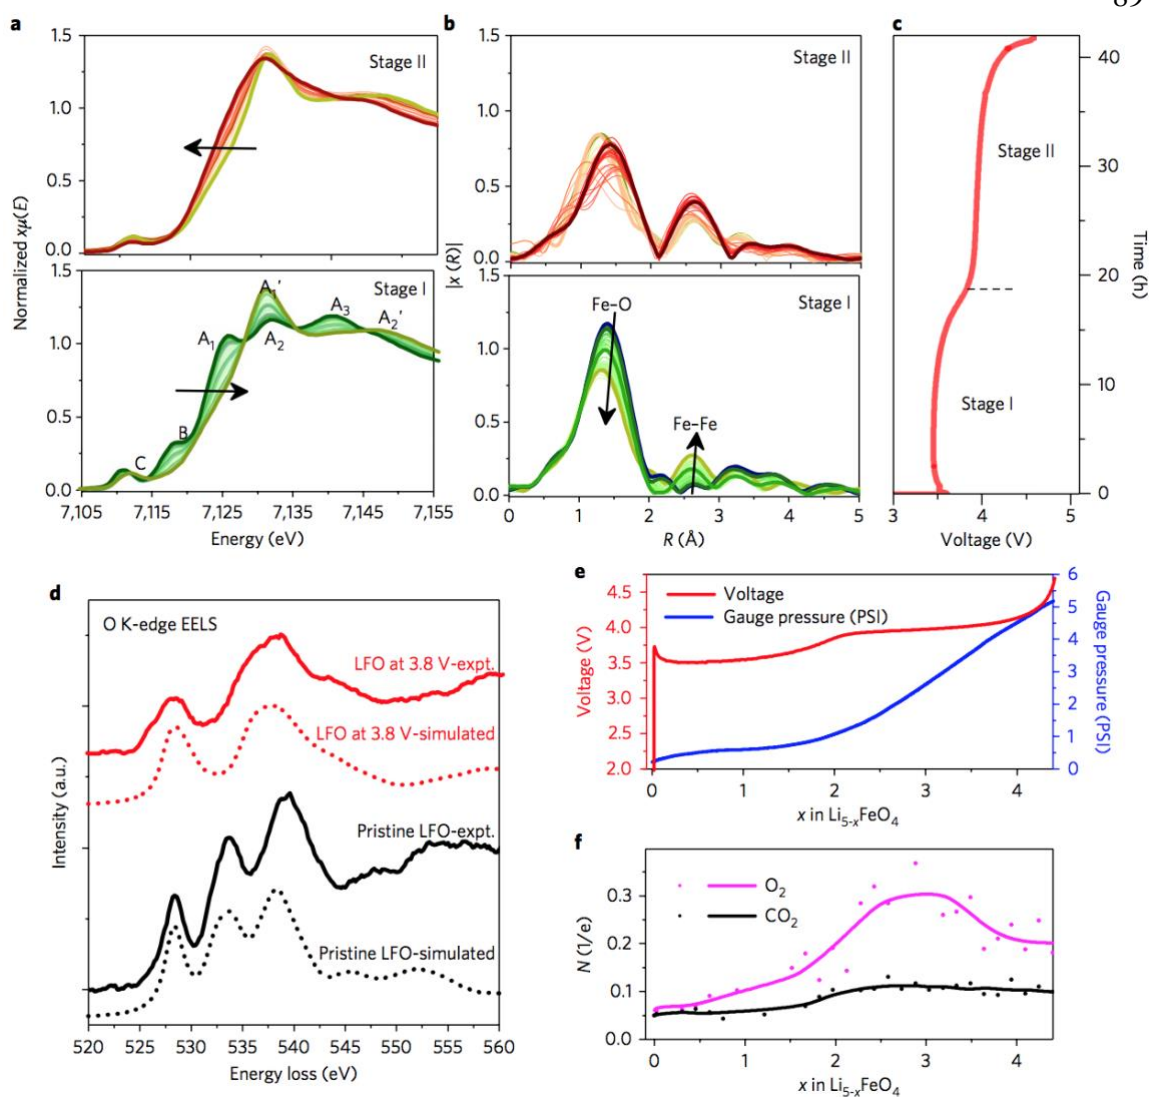 89
a
1.5
Stage II
1.0
0.5
0.0
1.5
Stage I
A₁′
A₃
A₂′
A₁
A₂
1.0
0.5
B
C
0.0
7,105
7,115
7,125
7,135
7,145
7,155
Energy (eV)
Normalized xμ(E)
b
1.5
Stage II
1.0
0.5
0.0
1.5
Stage I
Fe–O
1.0
0.5
Fe–Fe
0.0
0
1
2
3
4
5
R (Å)
|x (R)|
c
40
Stage II
30
20
10
Stage I
0
3
4
5
Voltage (V)
Time (h)
d
O K-edge EELS
LFO at 3.8 V-expt.
LFO at 3.8 V-simulated
Pristine LFO-expt.
Pristine LFO-simulated
Intensity (a.u.)
520
525
530
535
540
545
550
555
560
Energy loss (eV)
e
Voltage
Gauge pressure (PSI)
4.5
4.0
3.5
3.0
2.5
2.0
Voltage (V)
6
5
4
3
2
1
0
Gauge pressure (PSI)
0
1
2
3
4
x in Li₅₋ₓFeO₄
f
O₂
CO₂
0.3
0.2
0.1
0.0
N (1/e)
0
1
2
3
4
x in Li₅₋ₓFeO₄